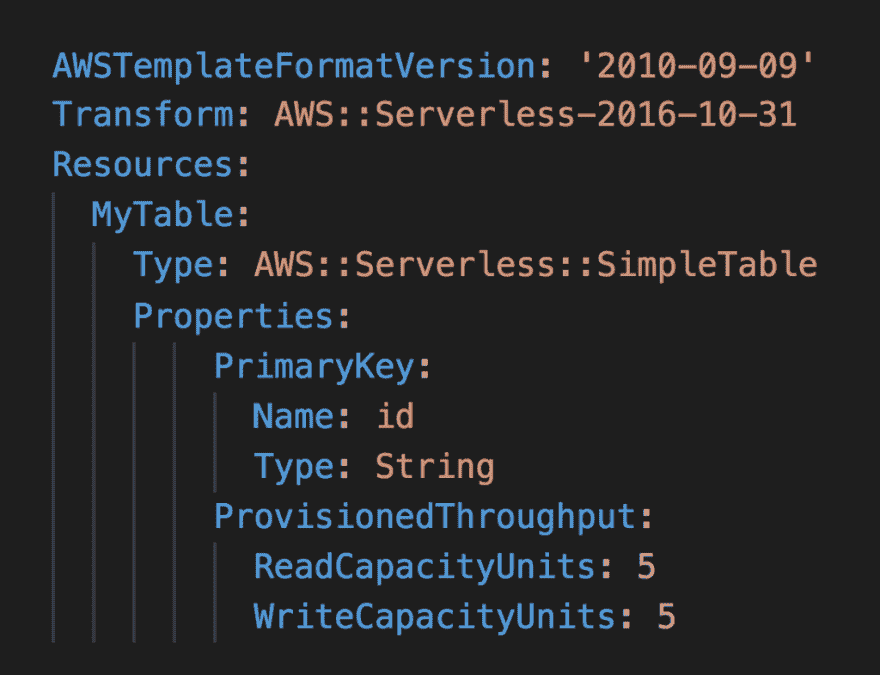 AWSTemplateFormatVersion: '2010-09-09'
Transform: AWS::Serverless-2016-10-31
Resources:
  MyTable:
    Type: AWS::Serverless::SimpleTable
    Properties:
        PrimaryKey:
          Name: id
          Type: String
        ProvisionedThroughput:
          ReadCapacityUnits: 5
          WriteCapacityUnits: 5